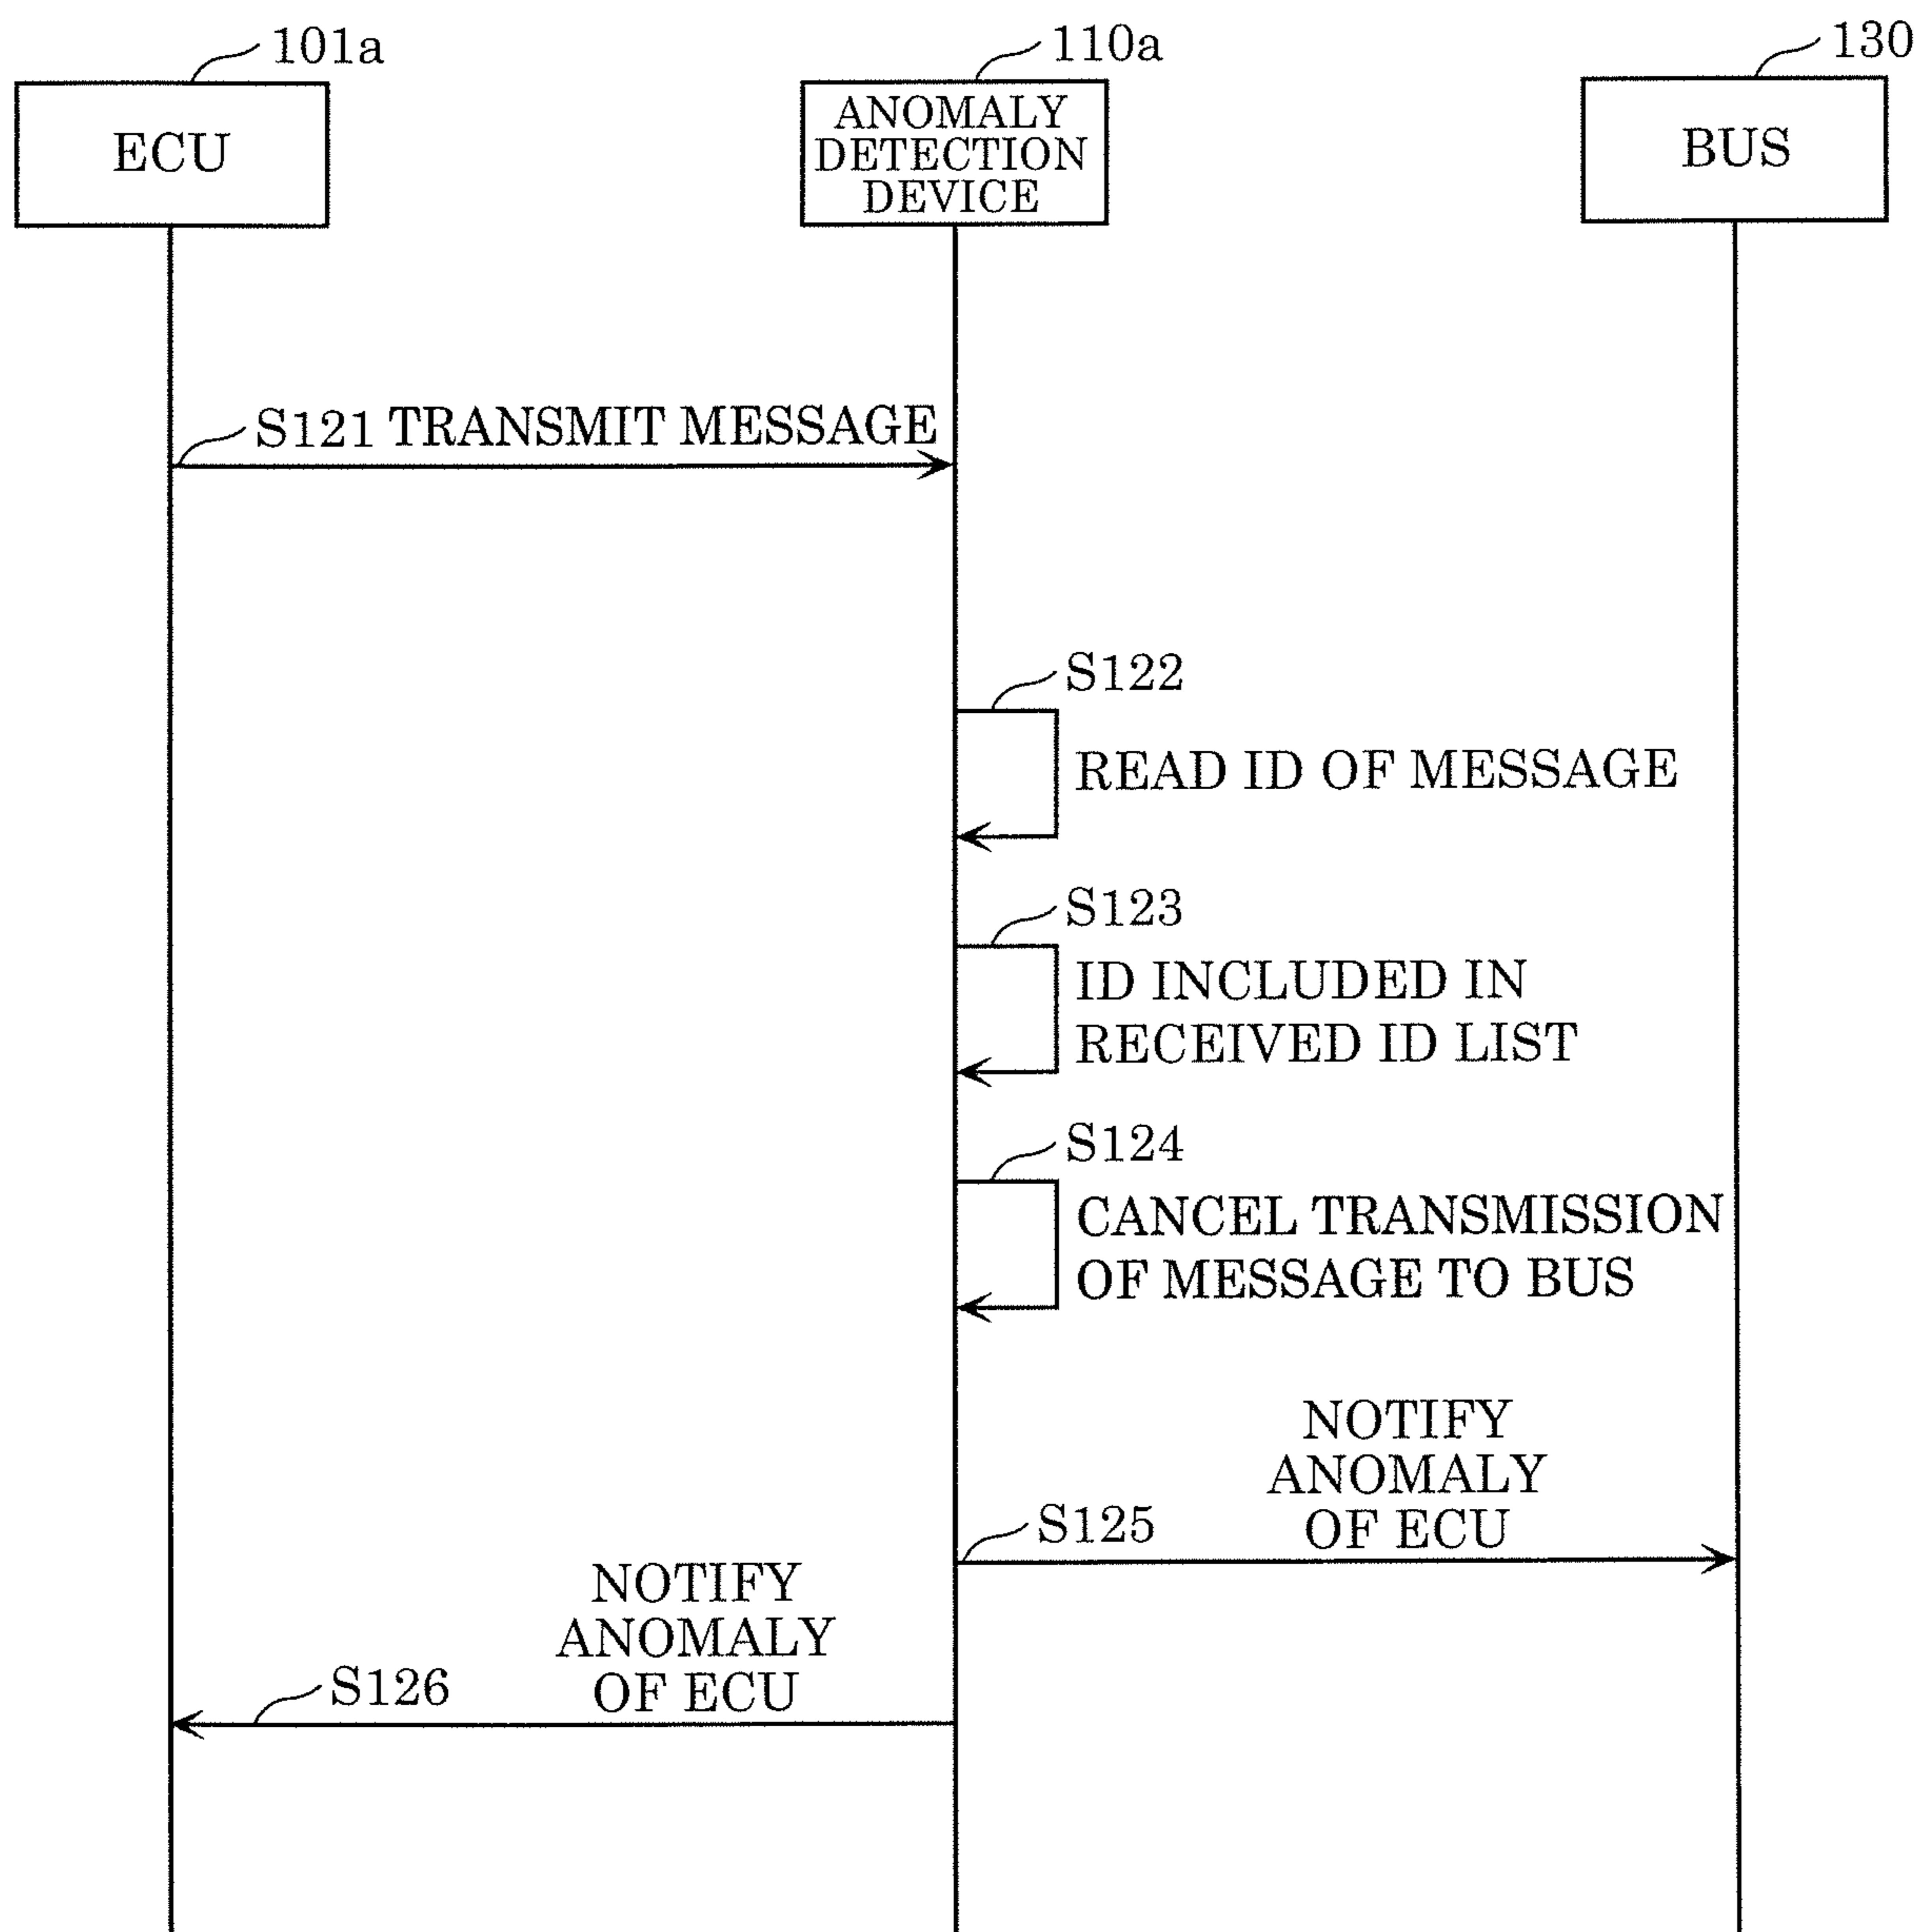 101a
110a
130
ECU
ANOMALY
DETECTION
DEVICE
BUS
S121 TRANSMIT MESSAGE
S122
READ ID OF MESSAGE
S123
ID INCLUDED IN
RECEIVED ID LIST
S124
CANCEL TRANSMISSION
OF MESSAGE TO BUS
NOTIFY
ANOMALY
OF ECU
S125
NOTIFY
ANOMALY
OF ECU
S126